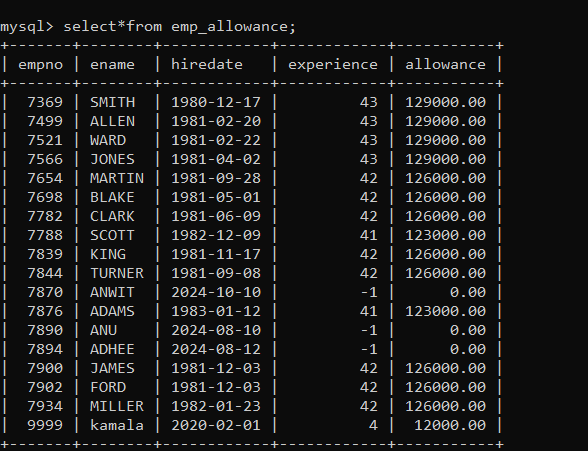 mysql> select*from emp_allowance;
+-------+--------+------------+------------+-----------+
| empno | ename  | hiredate   | experience | allowance |
+-------+--------+------------+------------+-----------+
|  7369 | SMITH  | 1980-12-17 |         43 | 129000.00 |
|  7499 | ALLEN  | 1981-02-20 |         43 | 129000.00 |
|  7521 | WARD   | 1981-02-22 |         43 | 129000.00 |
|  7566 | JONES  | 1981-04-02 |         43 | 129000.00 |
|  7654 | MARTIN | 1981-09-28 |         42 | 126000.00 |
|  7698 | BLAKE  | 1981-05-01 |         42 | 126000.00 |
|  7782 | CLARK  | 1981-06-09 |         42 | 126000.00 |
|  7788 | SCOTT  | 1982-12-09 |         41 | 123000.00 |
|  7839 | KING   | 1981-11-17 |         42 | 126000.00 |
|  7844 | TURNER | 1981-09-08 |         42 | 126000.00 |
|  7870 | ANWIT  | 2024-10-10 |         -1 |      0.00 |
|  7876 | ADAMS  | 1983-01-12 |         41 | 123000.00 |
|  7890 | ANU    | 2024-08-10 |         -1 |      0.00 |
|  7894 | ADHEE  | 2024-08-12 |         -1 |      0.00 |
|  7900 | JAMES  | 1981-12-03 |         42 | 126000.00 |
|  7902 | FORD   | 1981-12-03 |         42 | 126000.00 |
|  7934 | MILLER | 1982-01-23 |         42 | 126000.00 |
|  9999 | kamala | 2020-02-01 |          4 |  12000.00 |
+-------+--------+------------+------------+-----------+